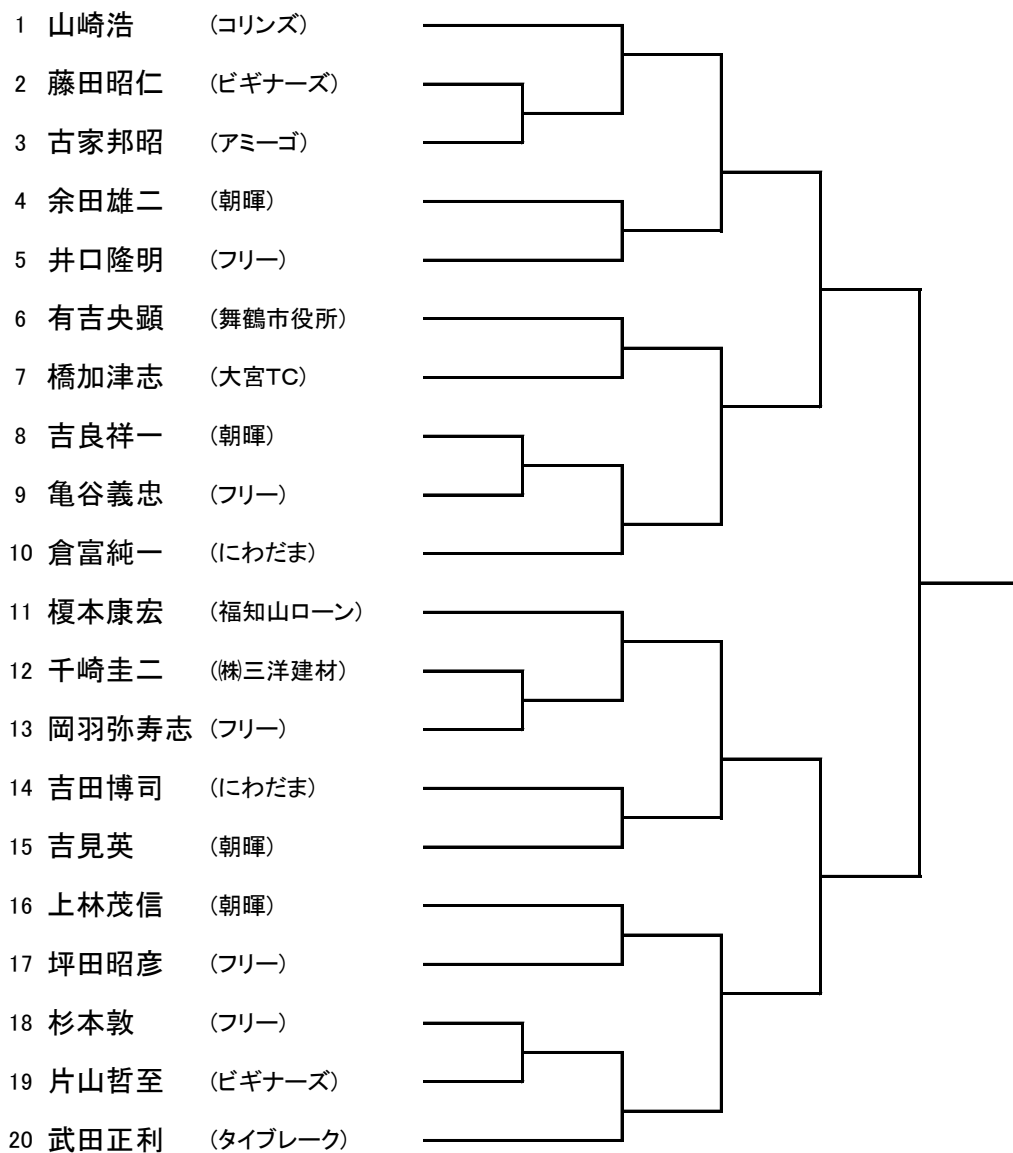 1 山崎浩 (コリンズ)
2 藤田昭仁 (ビギナーズ)
3 古家邦昭 (アミーゴ)
4 余田雄二 (朝暉)
5 井口隆明 (フリー)
6 有吉央顕 (舞鶴市役所)
7 橋加津志 (大宮TC)
8 吉良祥一 (朝暉)
9 亀谷義忠 (フリー)
10 倉富純一 (にわだま)
11 榎本康宏 (福知山ローン)
12 千崎圭二 (㈱三洋建材)
13 岡羽弥寿志 (フリー)
14 吉田博司 (にわだま)
15 吉見英 (朝暉)
16 上林茂信 (朝暉)
17 坪田昭彦 (フリー)
18 杉本敦 (フリー)
19 片山哲至 (ビギナーズ)
20 武田正利 (タイブレーク)